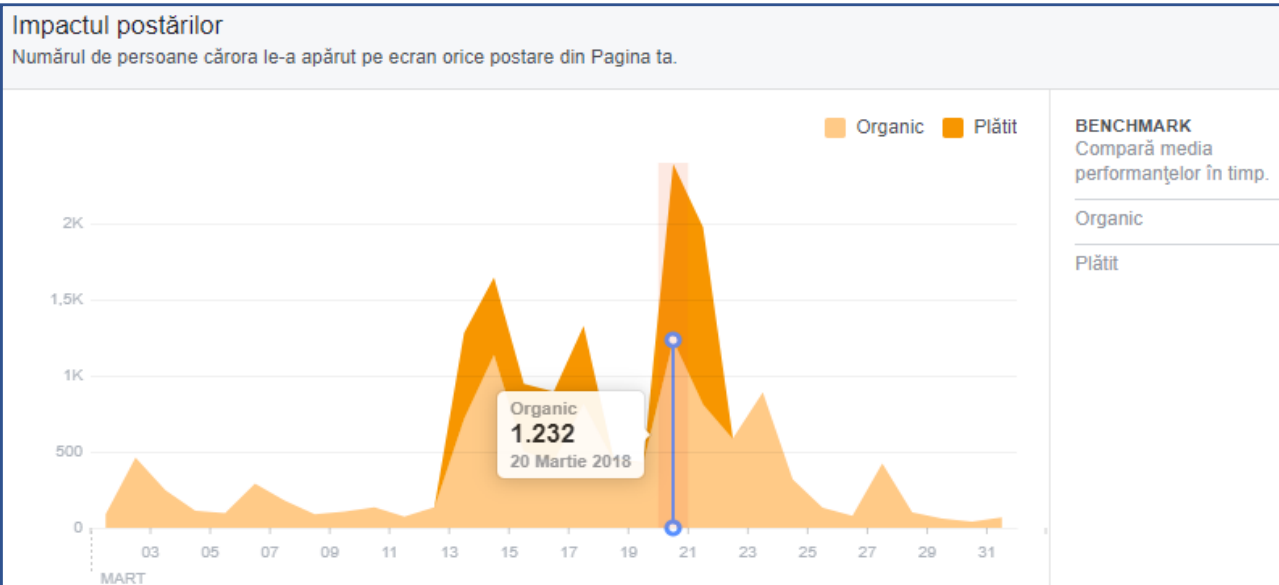 Impactul postărilor
Numărul de persoane cărora le-a apărut pe ecran orice postare din Pagina ta.
Organic Plătit
BENCHMARK
Compară media
performanţelor în timp.
Organic
Plătit
2K
1,5K
1K
500
0
Organic
1.232
20 Martie 2018
03 05 07 09 11 13 15 17 19 21 23 25 27 29 31
MART